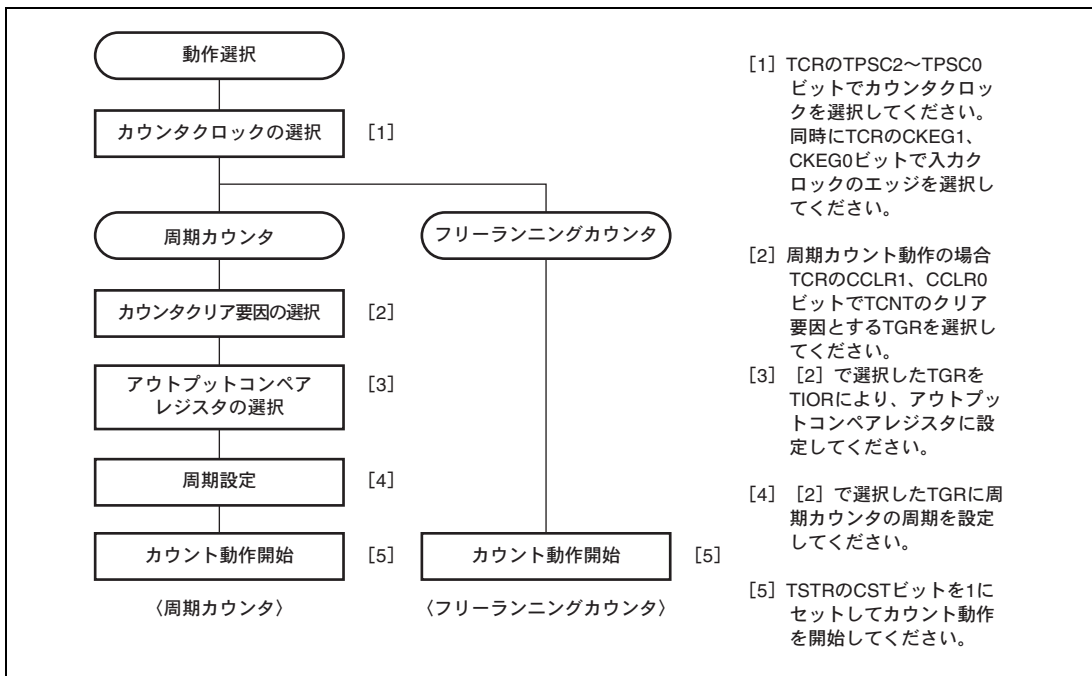 動作選択
カウンタクロックの選択 [1]
周期カウンタ
フリーランニングカウンタ
カウンタクリア要因の選択 [2]
アウトプットコンペア
レジスタの選択
[3]
周期設定 [4]
カウント動作開始 [5]
カウント動作開始 [5]
〈周期カウンタ〉
〈フリーランニングカウンタ〉
[1] TCRのTPSC2～TPSC0
ビットでカウンタクロッ
クを選択してください。
同時にTCRのCKEG1、
CKEG0ビットで入力ク
ロックのエッジを選択し
てください。
[2] 周期カウント動作の場合
TCRのCCLR1、CCLR0
ビットでTCNTのクリア
要因とするTGRを選択し
てください。
[3] [2]で選択したTGRを
TIORにより、アウトプッ
トコンペアレジスタに設
定してください。
[4] [2]で選択したTGRに周
期カウンタの周期を設定
してください。
[5] TSTRのCSTビットを1に
セットしてカウント動作
を開始してください。